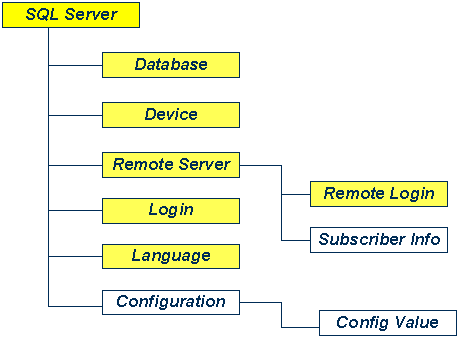 SQL Server
Database
Device
Remote Server
Remote Login
Login
Subscriber Info
Language
Configuration
Config Value